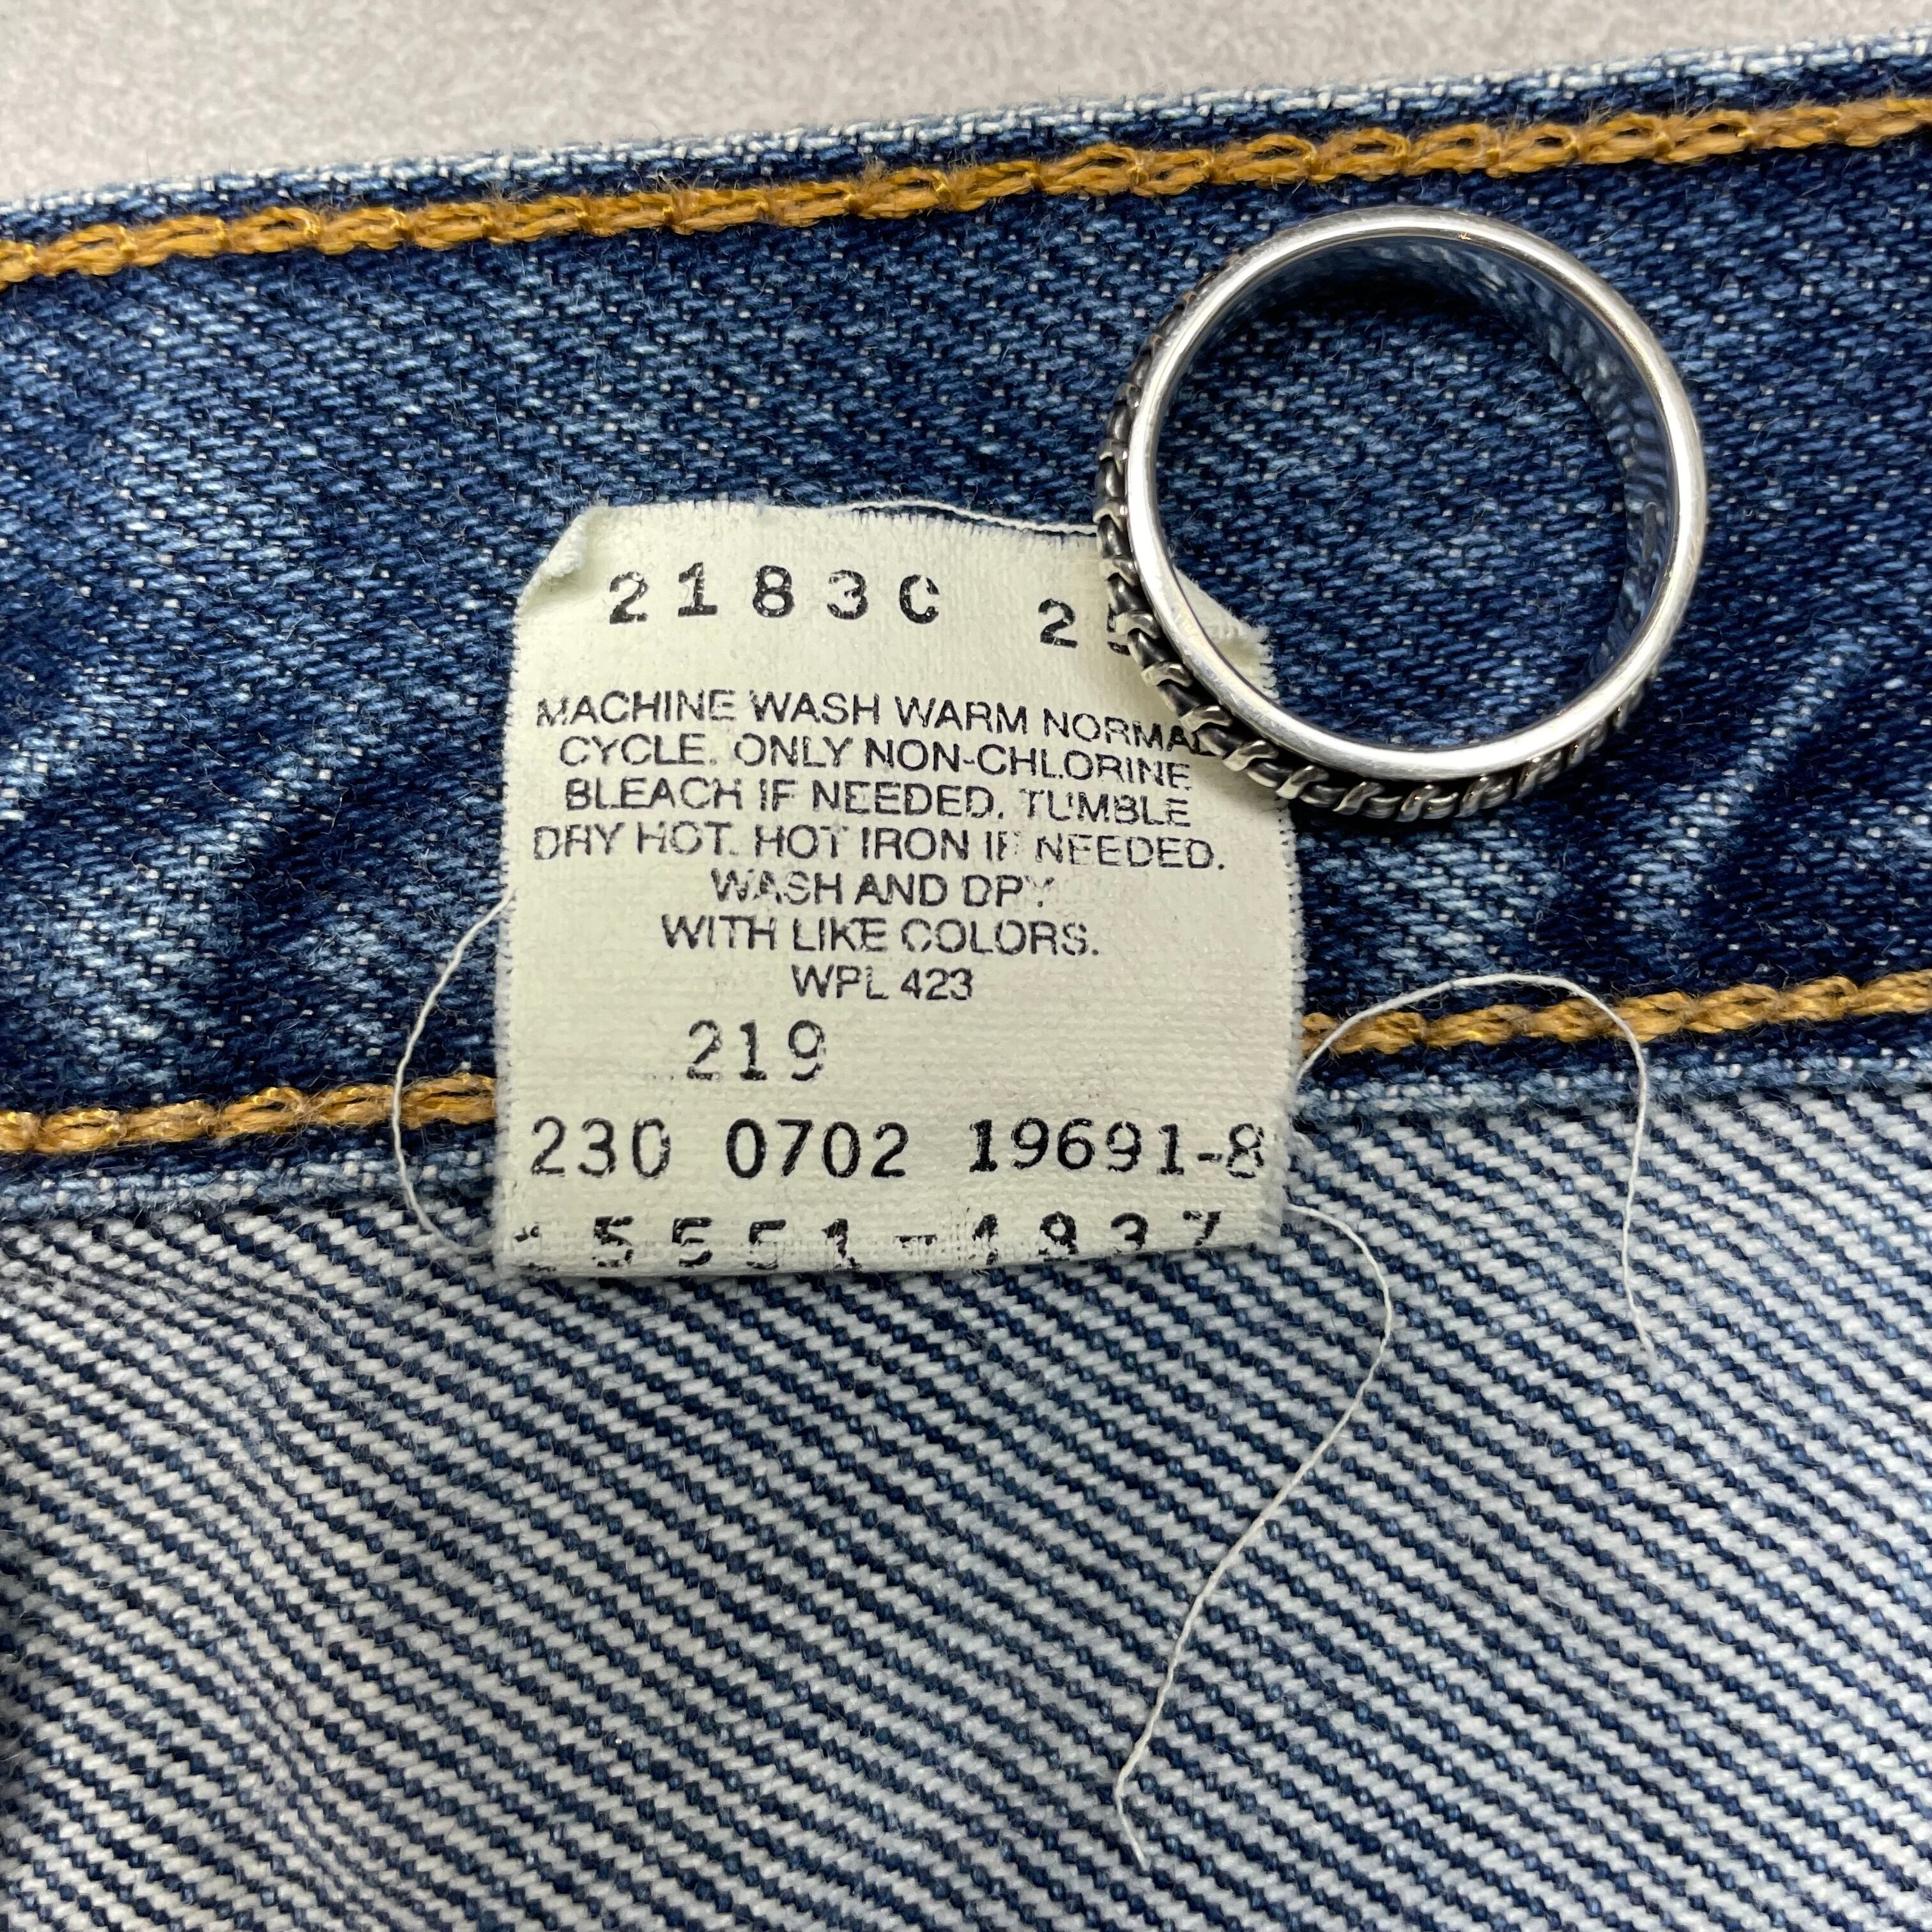 2183C 25
MACHINE WASH WARM NORMAL
CYCLE. ONLY NON-CHLORINE
BLEACH IF NEEDED. TUMBLE
DRY HOT. HOT IRON IF NEEDED.
WASH AND DRY
WITH LIKE COLORS.
WPL 423
219
230 0702 19691-8